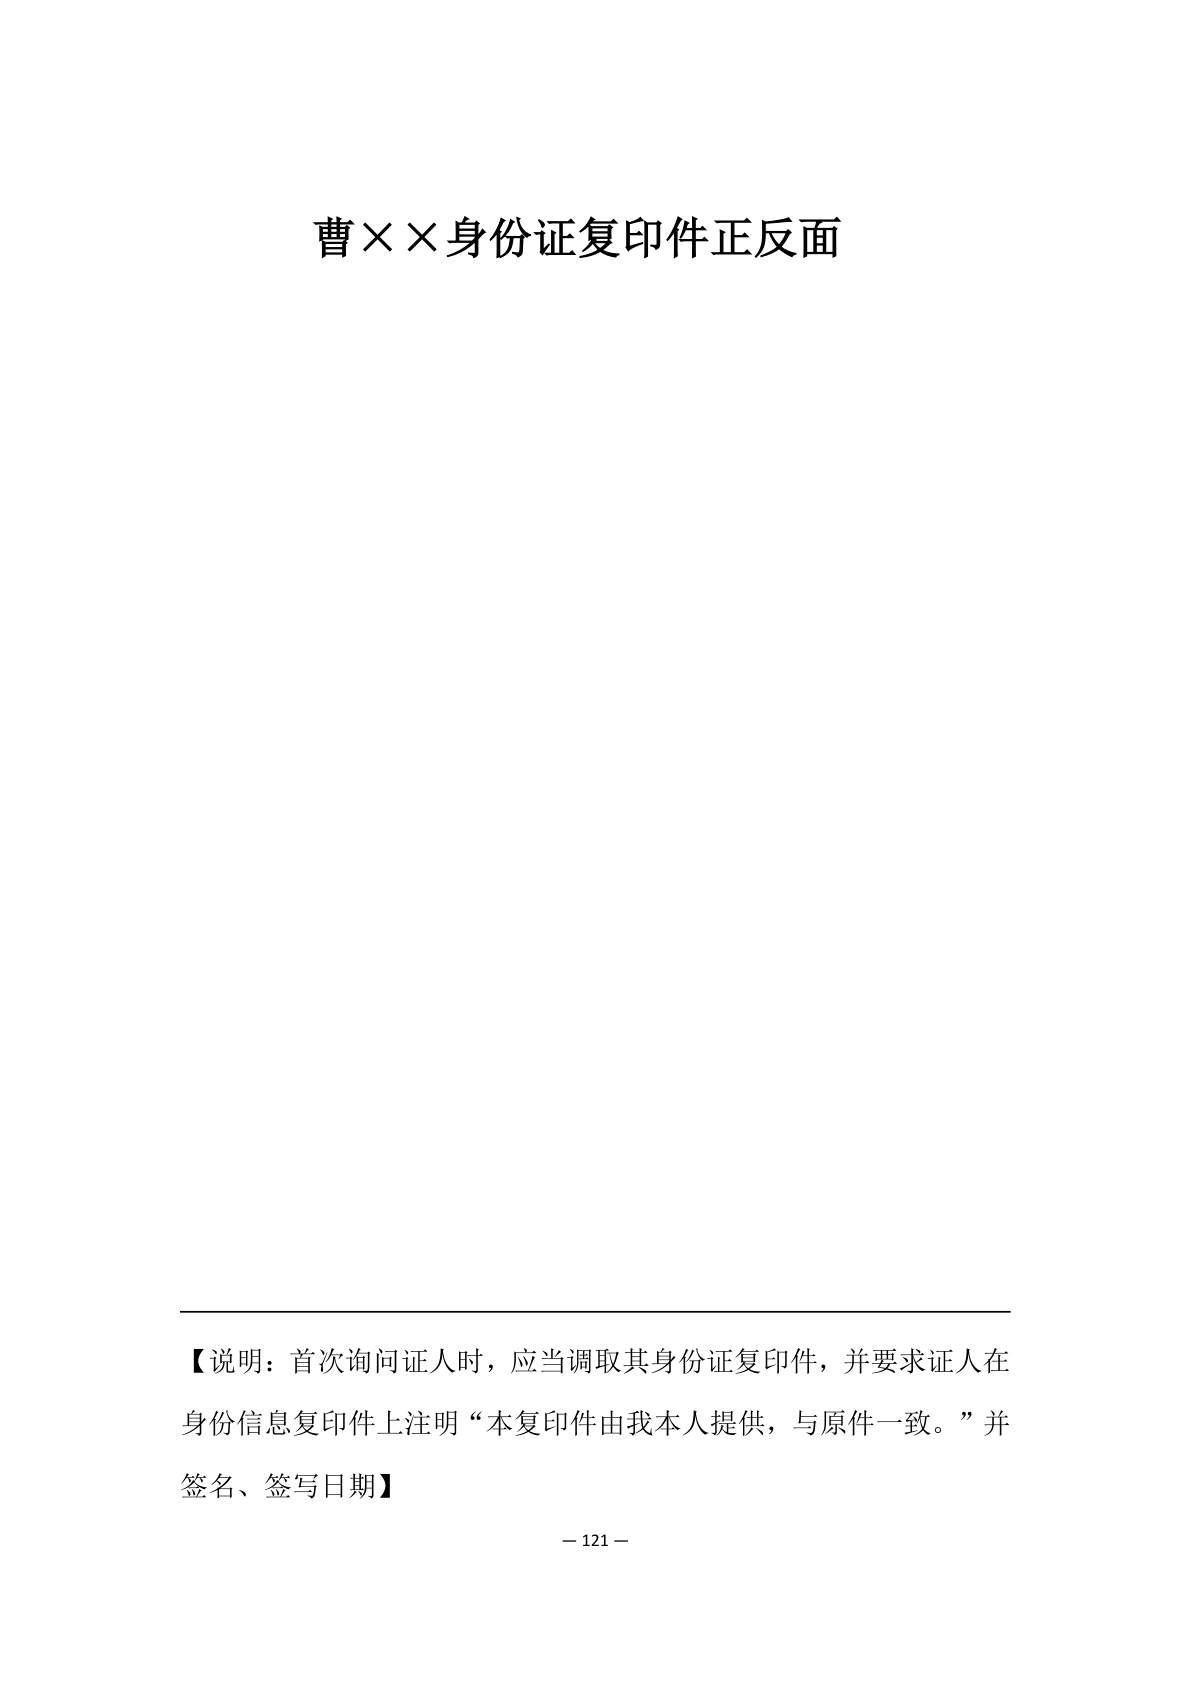 曹××身份证复印件正反面
【说明：首次询问证人时，应当调取其身份证复印件，并要求证人在
身份信息复印件上注明“本复印件由我本人提供，与原件一致。”并
签名、签写日期】
— 121 —